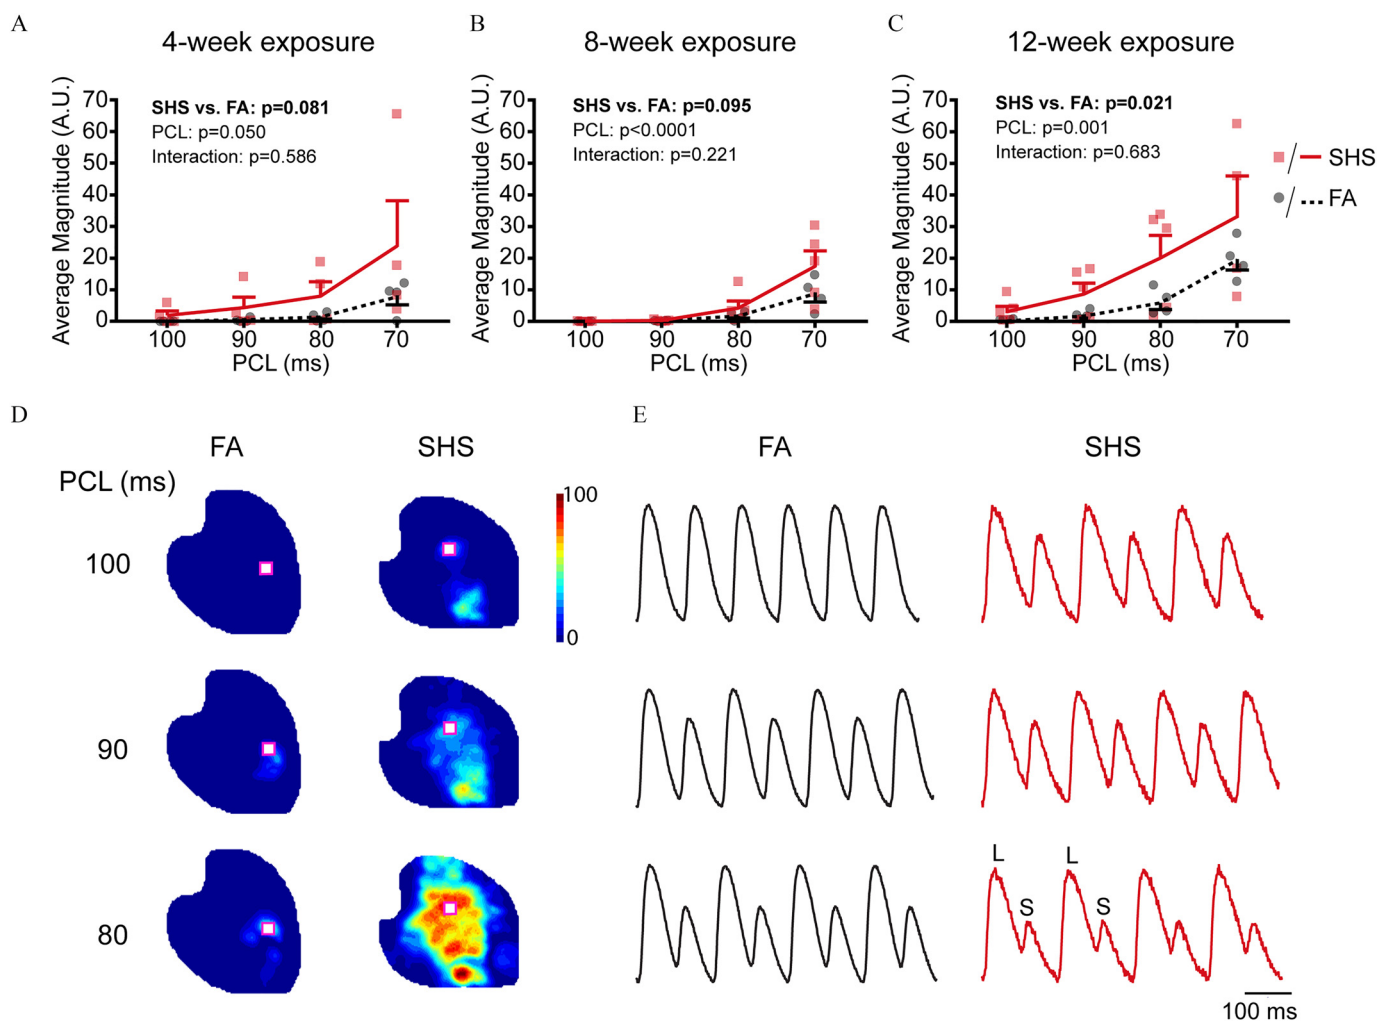 A
4-week exposure
Average Magnitude (A.U.)
70
60
50
40
30
20
10
0
SHS vs. FA: p=0.081
PCL: p=0.050
Interaction: p=0.586
100 90 80 70
PCL (ms)
B
8-week exposure
Average Magnitude (A.U.)
70
60
50
40
30
20
10
0
SHS vs. FA: p=0.095
PCL: p<0.0001
Interaction: p=0.221
100 90 80 70
PCL (ms)
C
12-week exposure
Average Magnitude (A.U.)
70
60
50
40
30
20
10
0
SHS vs. FA: p=0.021
PCL: p=0.001
Interaction: p=0.683
100 90 80 70
PCL (ms)
/ SHS
/ FA
D
FA SHS
PCL (ms)
100
90
80
100
0
E
FA SHS
L L
S S
100 ms